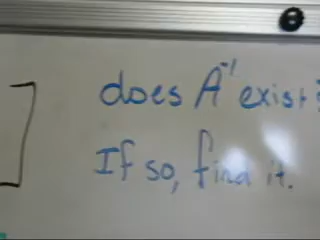 does A⁻¹ exist?
If so, find it.